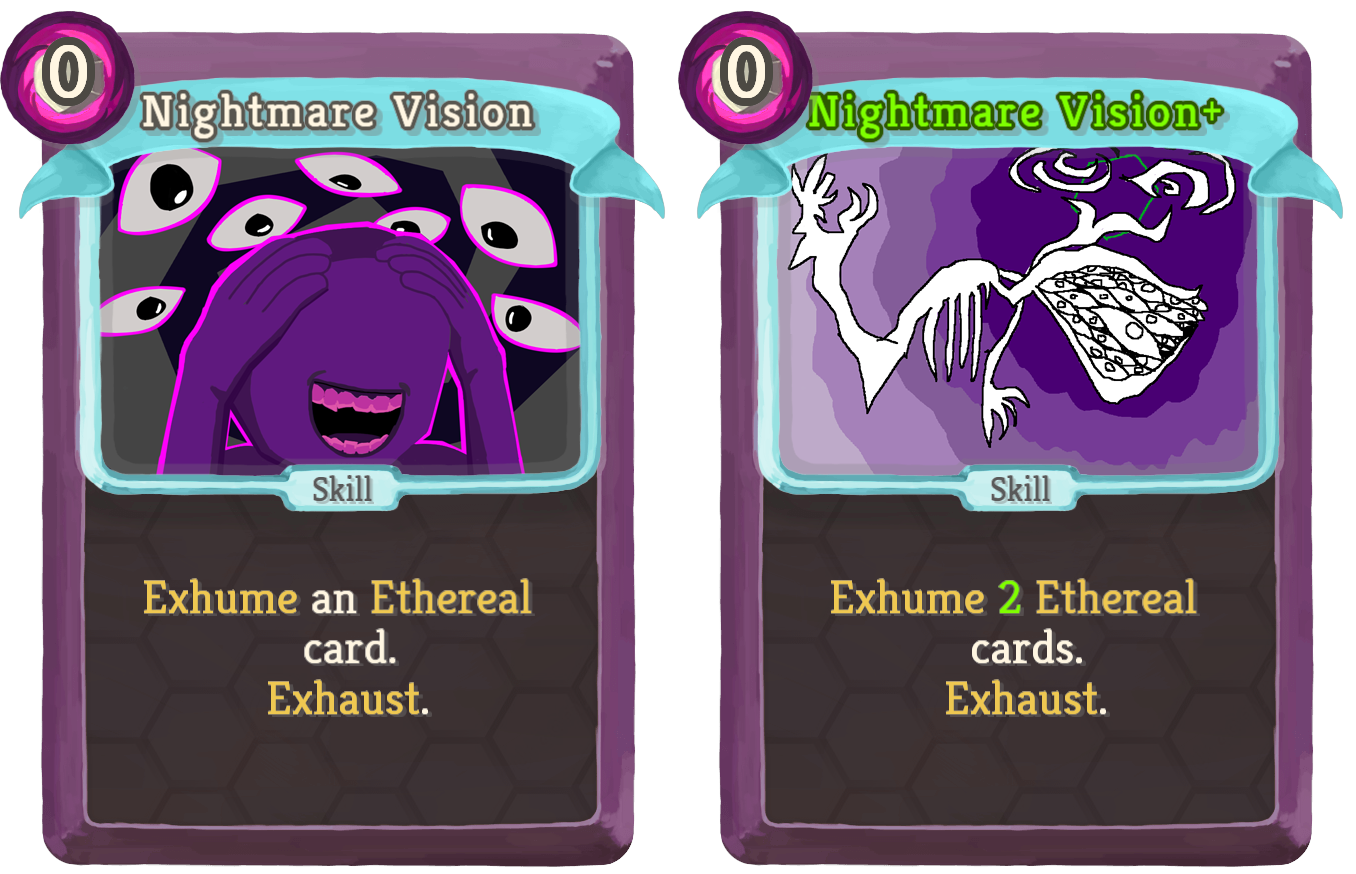 0
Nightmare Vision
Skill
Exhume an Ethereal
card.
Exhaust.
0
Nightmare Vision+
Skill
Exhume 2 Ethereal
cards.
Exhaust.